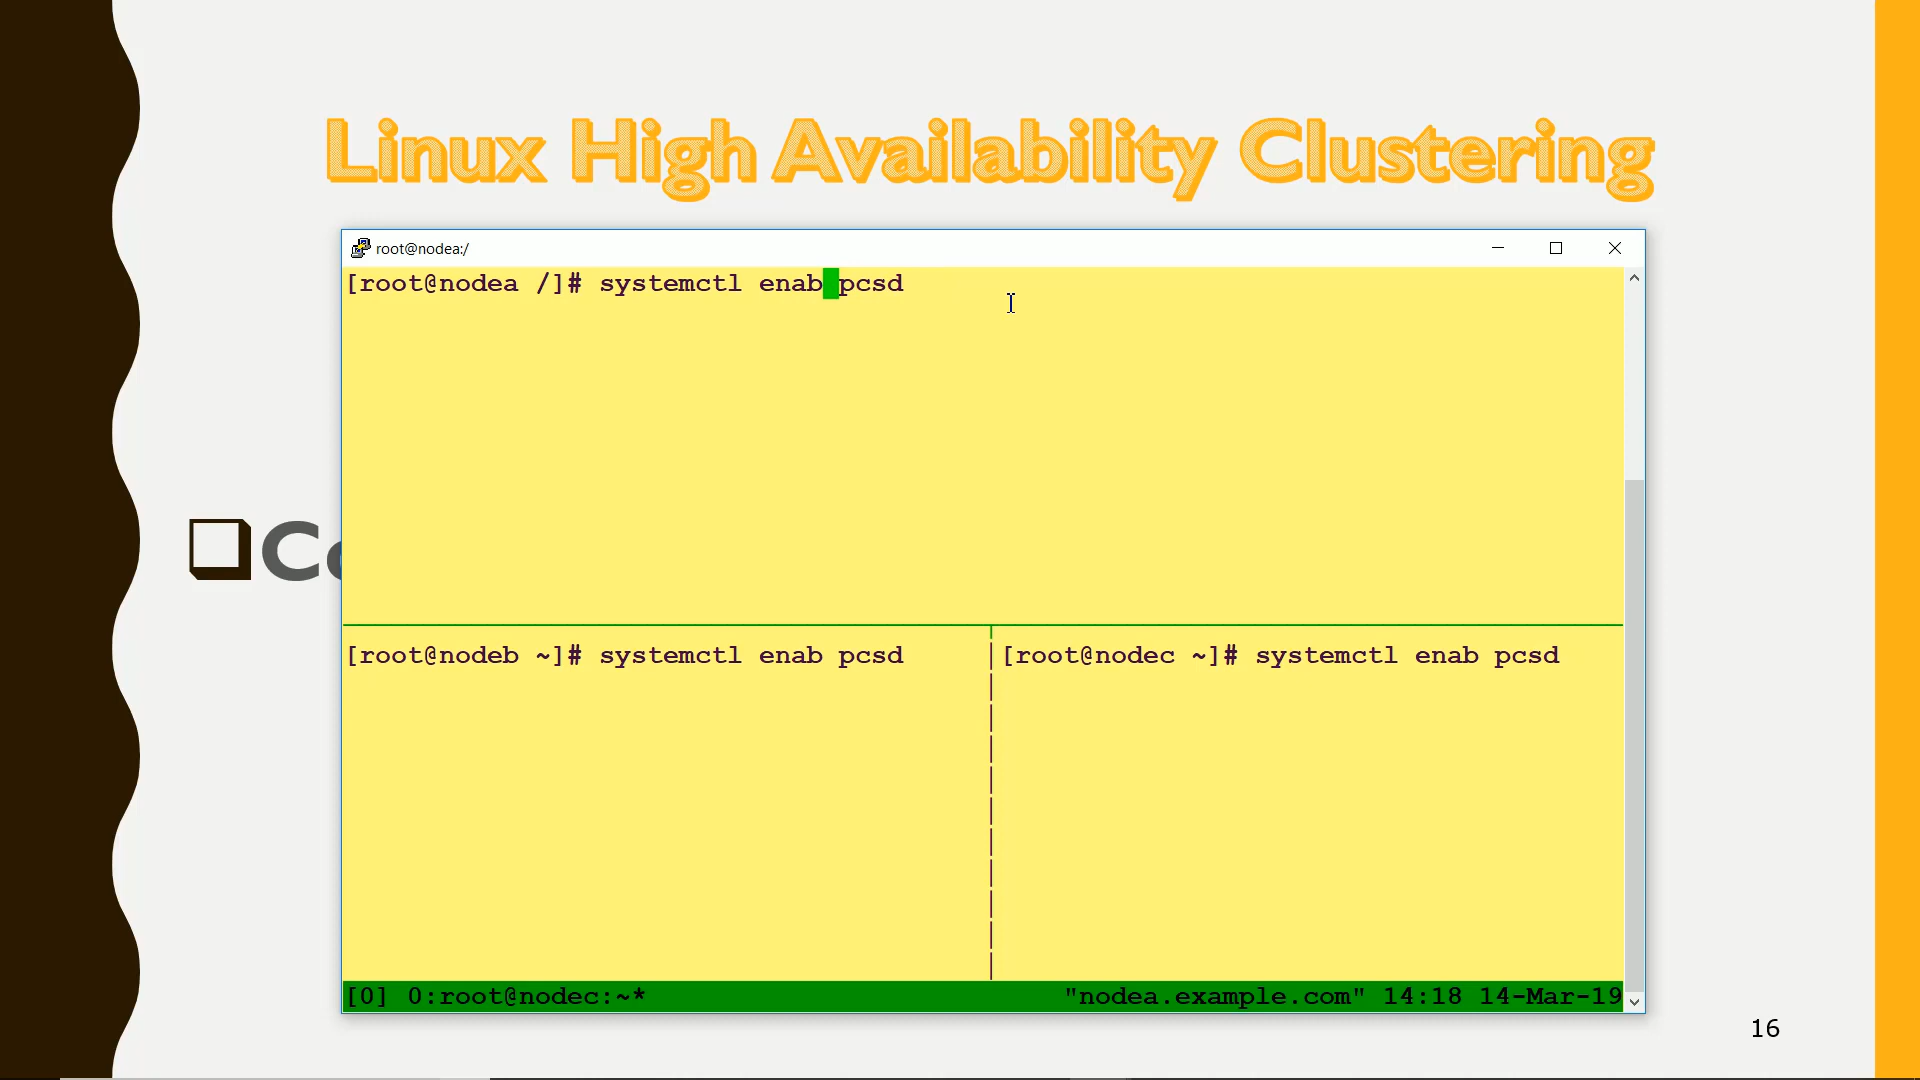 Linux High Availability Clustering
root@nodea:/
[root@nodea /]# systemctl enab pcsd
[root@nodeb ~]# systemctl enab pcsd
[root@nodec ~]# systemctl enab pcsd
[0] 0:root@nodec:~* "nodea.example.com" 14:18 14-Mar-19
16